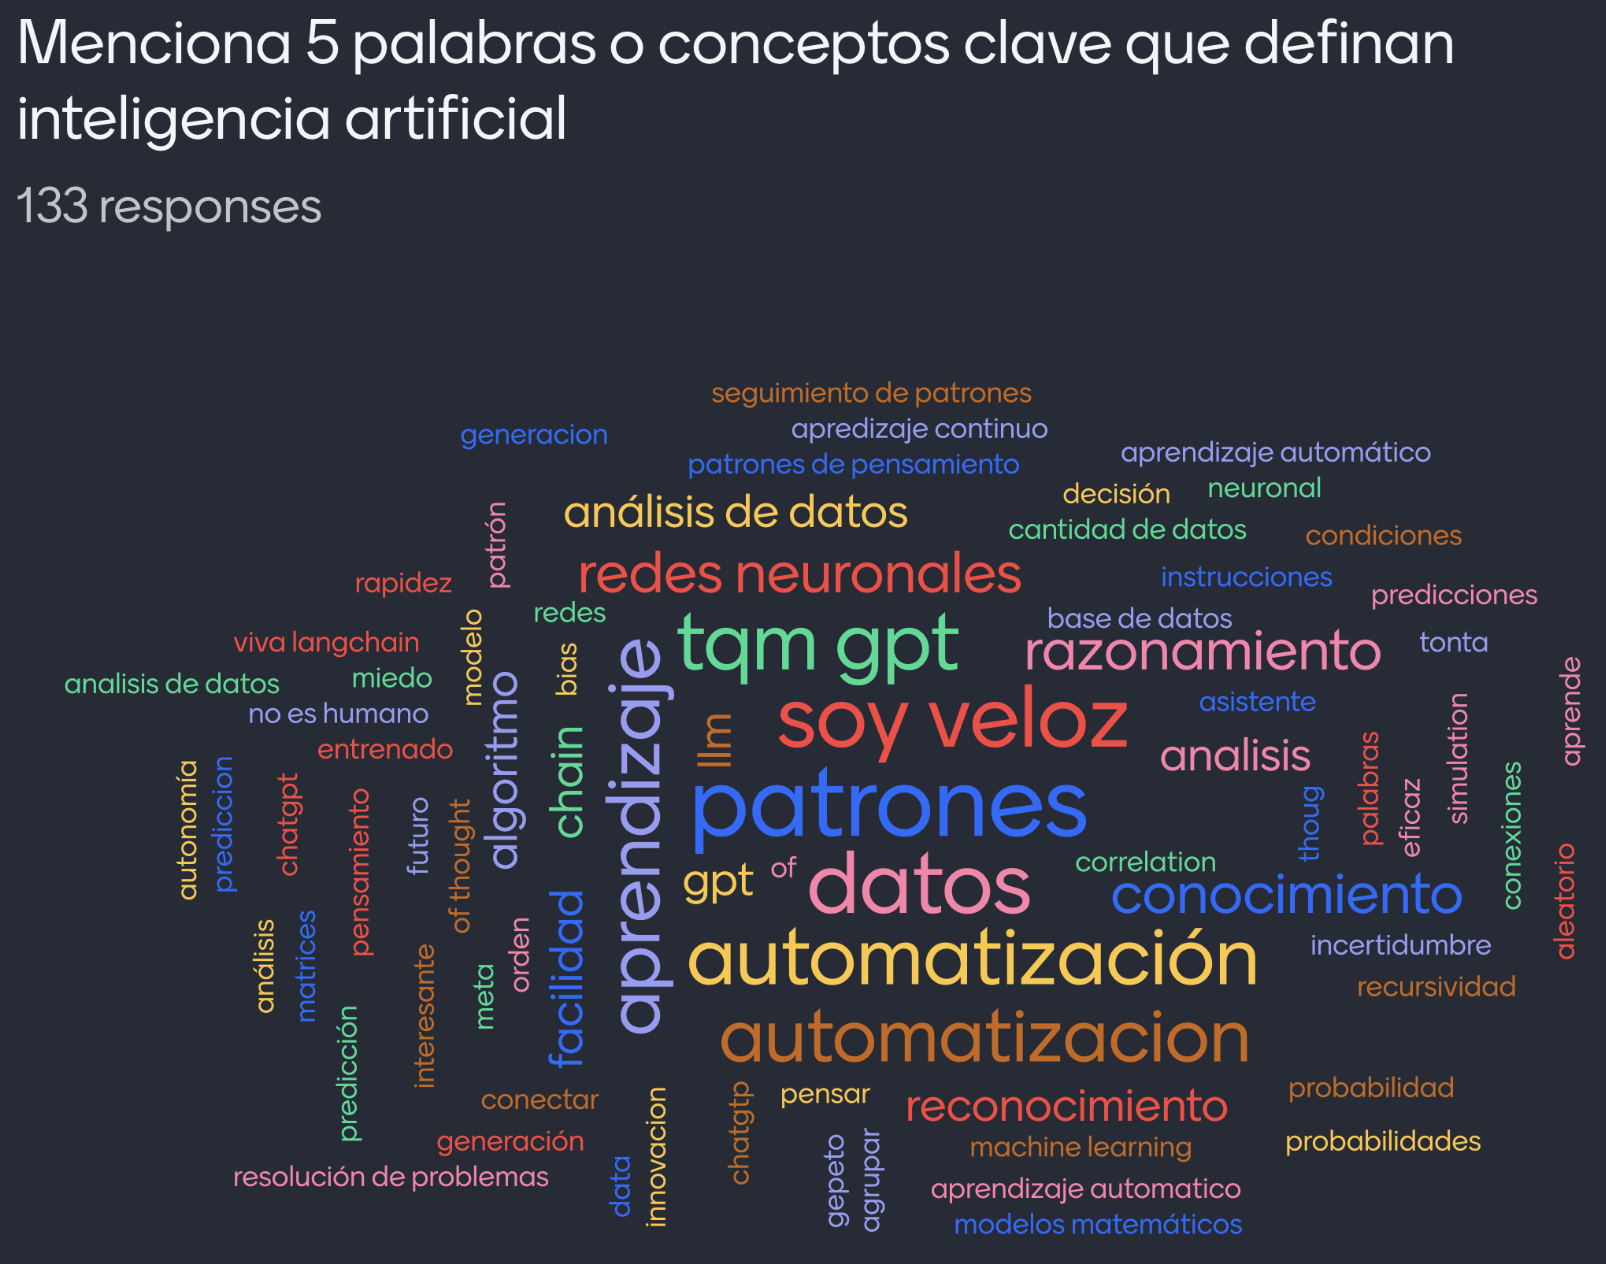 Menciona 5 palabras o conceptos clave que definan
inteligencia artificial
133 responses
seguimiento de patrones
apredizaje continuo
generacion
patrones de pensamiento
aprendizaje automático
decisión
neuronal
análisis de datos
cantidad de datos
condiciones
patrón
redes neuronales
instrucciones
rapidez
predicciones
redes
base de datos
viva langchain
modelo
bias
tqm gpt
razonamiento
tonta
analisis de datos
miedo
no es humano
asistente
aprende
entrenado
algoritmo
chain
aprendizaje
llm
soy veloz
analisis
palabras
simulation
autonomía
prediccion
chatgpt
pensamiento
futuro
of thought
patrones
thoug
eficaz
conexiones
gpt
of
datos
correlation
conocimiento
aleatorio
análisis
matrices
interesante
meta
orden
facilidad
automatización
incertidumbre
recursividad
predicción
automatizacion
conectar
innovacion
chatgtp
pensar
reconocimiento
probabilidad
generación
machine learning
probabilidades
resolución de problemas
data
gepeto
agrupar
aprendizaje automatico
modelos matemáticos